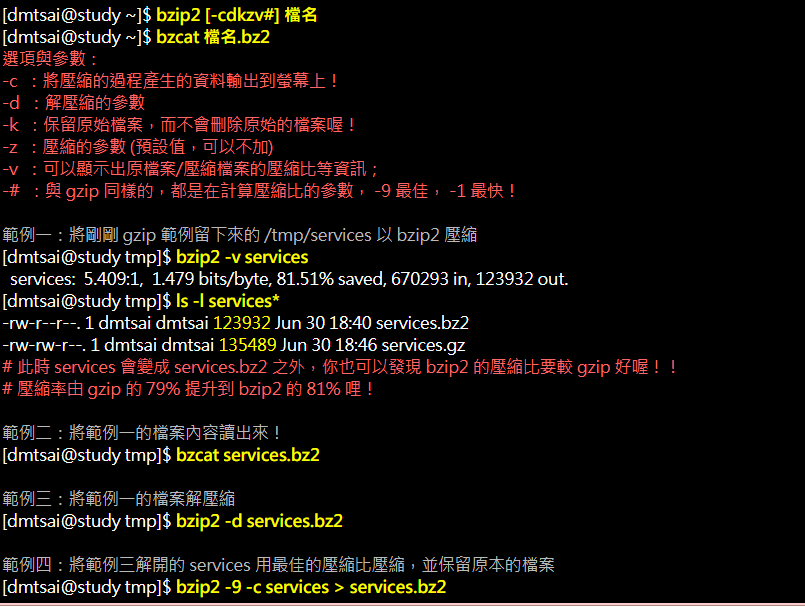 [dmtsai@study ~]$ bzip2 [-cdkzv#] 檔名
[dmtsai@study ~]$ bzcat 檔名.bz2
選項與參數：
-c ：將壓縮的過程產生的資料輸出到螢幕上！
-d ：解壓縮的參數
-k ：保留原始檔案，而不會刪除原始的檔案喔！
-z ：壓縮的參數 (預設值，可以不加)
-v ：可以顯示出原檔案/壓縮檔案的壓縮比等資訊；
-# ：與 gzip 同樣的，都是在計算壓縮比的參數， -9 最佳， -1 最快！
範例一：將剛剛 gzip 範例留下來的 /tmp/services 以 bzip2 壓縮
[dmtsai@study tmp]$ bzip2 -v services
services: 5.409:1, 1.479 bits/byte, 81.51% saved, 670293 in, 123932 out.
[dmtsai@study tmp]$ ls -l services*
-rw-r--r--. 1 dmtsai dmtsai 123932 Jun 30 18:40 services.bz2
-rw-rw-r--. 1 dmtsai dmtsai 135489 Jun 30 18:46 services.gz
# 此時 services 會變成 services.bz2 之外，你也可以發現 bzip2 的壓縮比要較 gzip 好喔！！
# 壓縮率由 gzip 的 79% 提升到 bzip2 的 81% 哩！
範例二：將範例一的檔案內容讀出來！
[dmtsai@study tmp]$ bzcat services.bz2
範例三：將範例一的檔案解壓縮
[dmtsai@study tmp]$ bzip2 -d services.bz2
範例四：將範例三解開的 services 用最佳的壓縮比壓縮，並保留原本的檔案
[dmtsai@study tmp]$ bzip2 -9 -c services > services.bz2